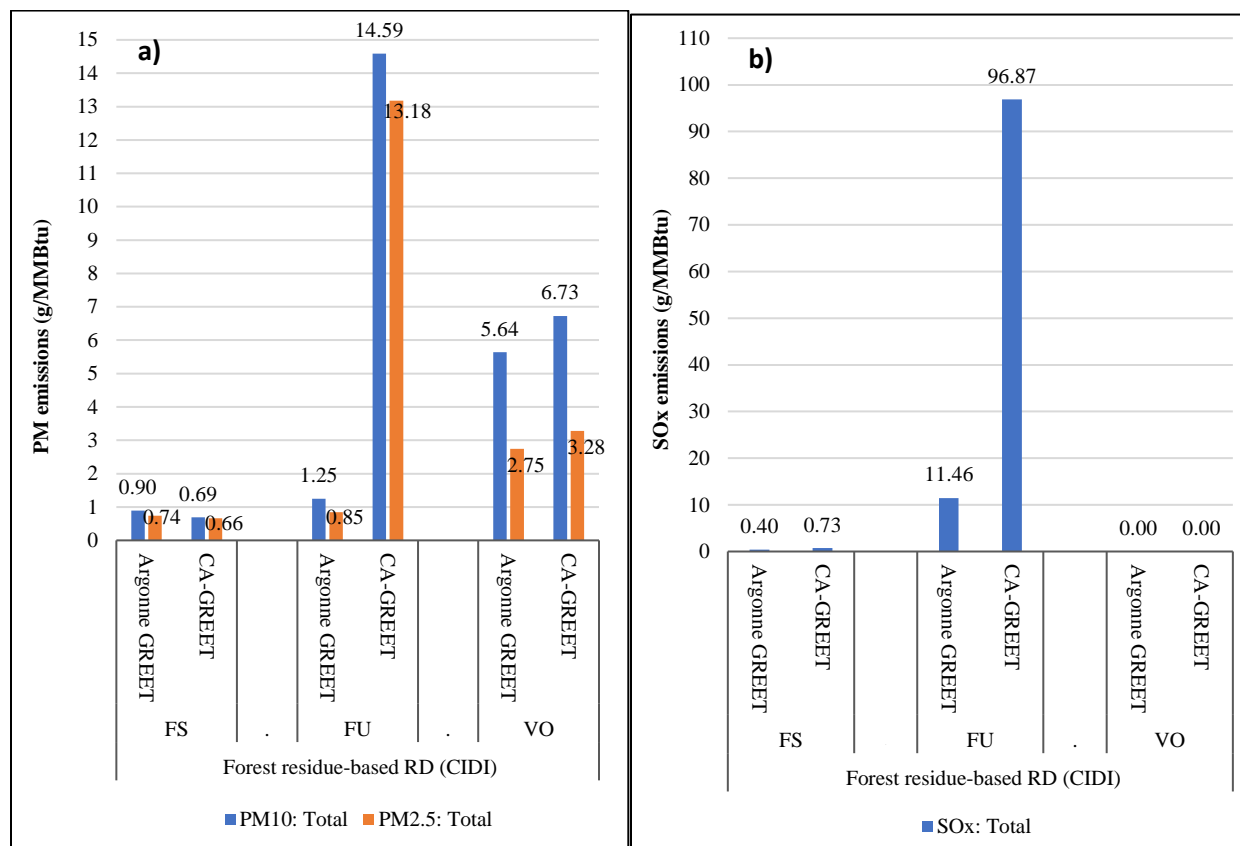 a)
PM emissions (g/MMBtu)
15
14
13
12
11
10
9
8
7
6
5
4
3
2
1
0
0.90
0.74
0.69
0.66
1.25
0.85
14.59
13.18
5.64
2.75
6.73
3.28
Argonne GREET
CA-GREET
Argonne GREET
CA-GREET
Argonne GREET
CA-GREET
FS . FU . VO
Forest residue-based RD (CIDI)
PM10: Total PM2.5: Total
b)
SOx emissions (g/MMBtu)
110
100
90
80
70
60
50
40
30
20
10
0
0.40
0.73
11.46
96.87
0.00
0.00
Argonne GREET
CA-GREET
Argonne GREET
CA-GREET
Argonne GREET
CA-GREET
FS FU . VO
Forest residue-based RD (CIDI)
SOx: Total